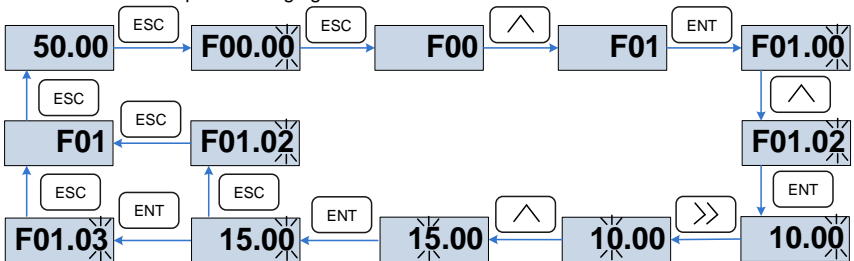 ESC ESC ENT
50.00 F00.00 F00 F01 F01.00
ESC
ESC
F01 F01.02 F01.02
ESC ESC ENT
ENT ENT
F01.03 15.00 15.00 10.00 10.00